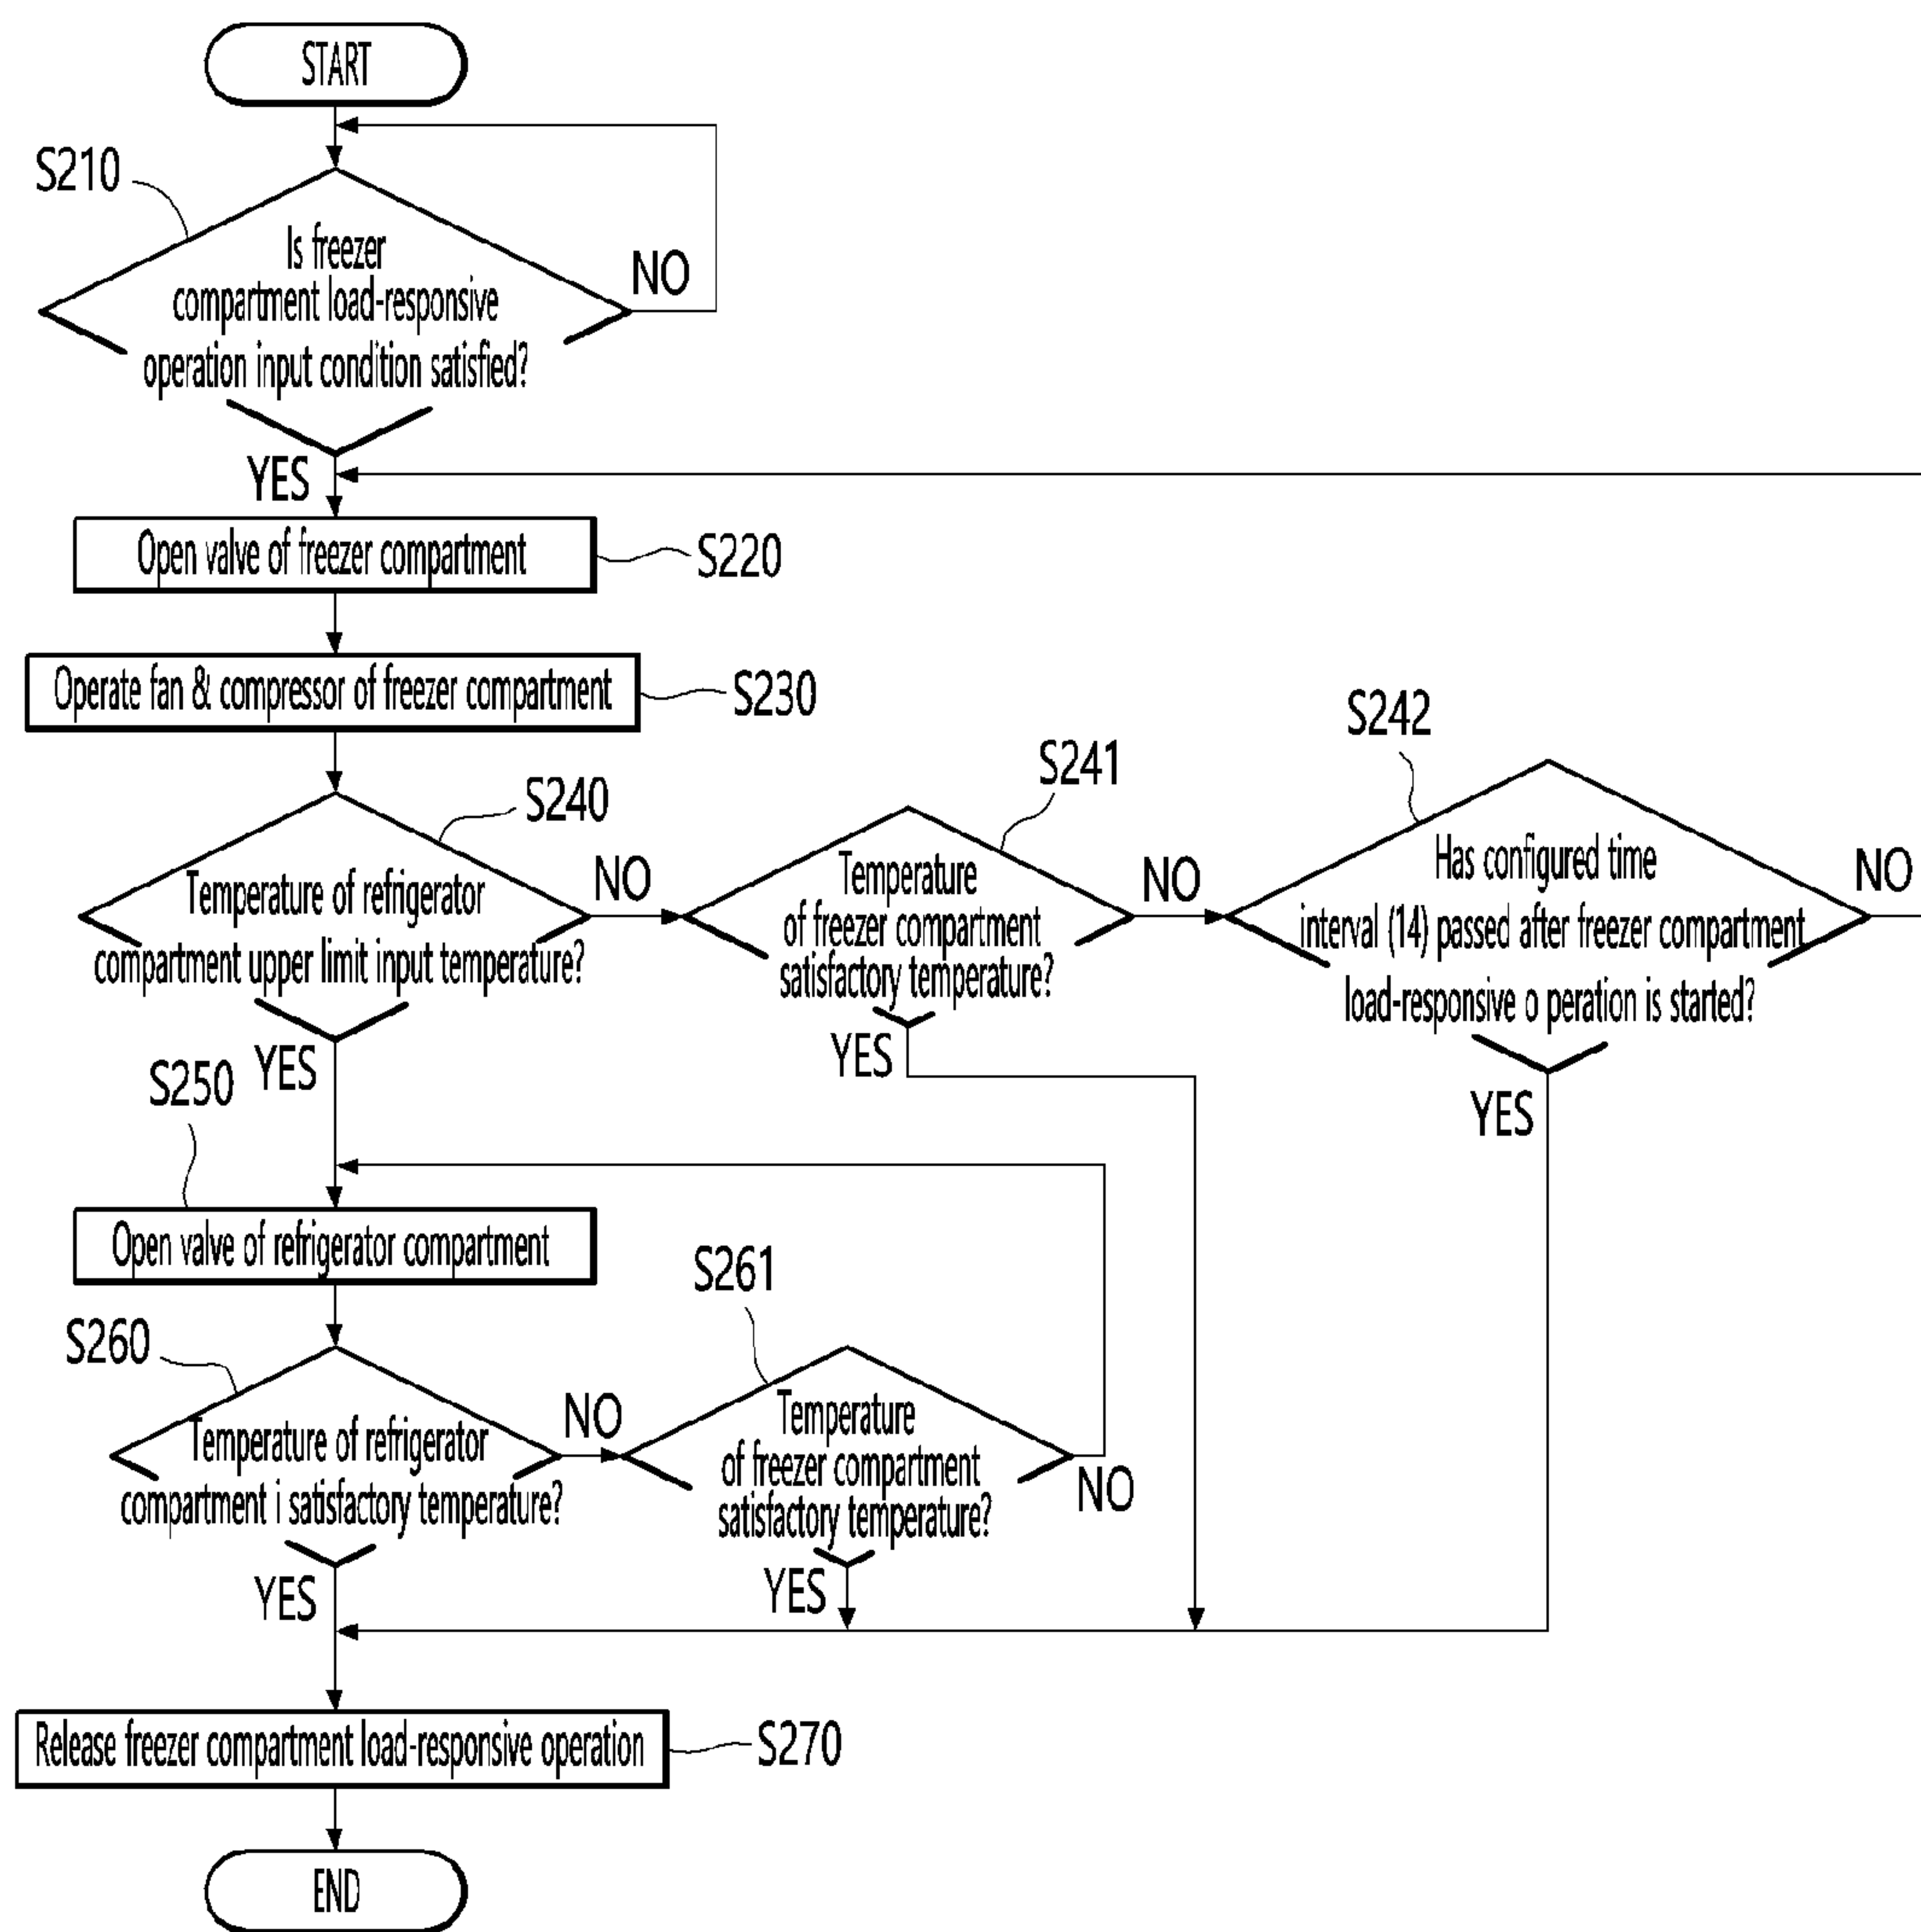 START
S210
Is freezer
compartment load-responsive
operation input condition satisfied?
NO
YES
Open valve of freezer compartment
S220
Operate fan & compressor of freezer compartment
S230
S240
Temperature of refrigerator
compartment upper limit input temperature?
NO
YES
S241
Temperature
of freezer compartment
satisfactory temperature?
NO
YES
S242
Has configured time
interval (14) passed after freezer compartment
load-responsive o peration is started?
NO
YES
S250
Open valve of refrigerator compartment
S260
Temperature of refrigerator
compartment i satisfactory temperature?
NO
YES
S261
Temperature
of freezer compartment
satisfactory temperature?
NO
YES
Release freezer compartment load-responsive operation
S270
END